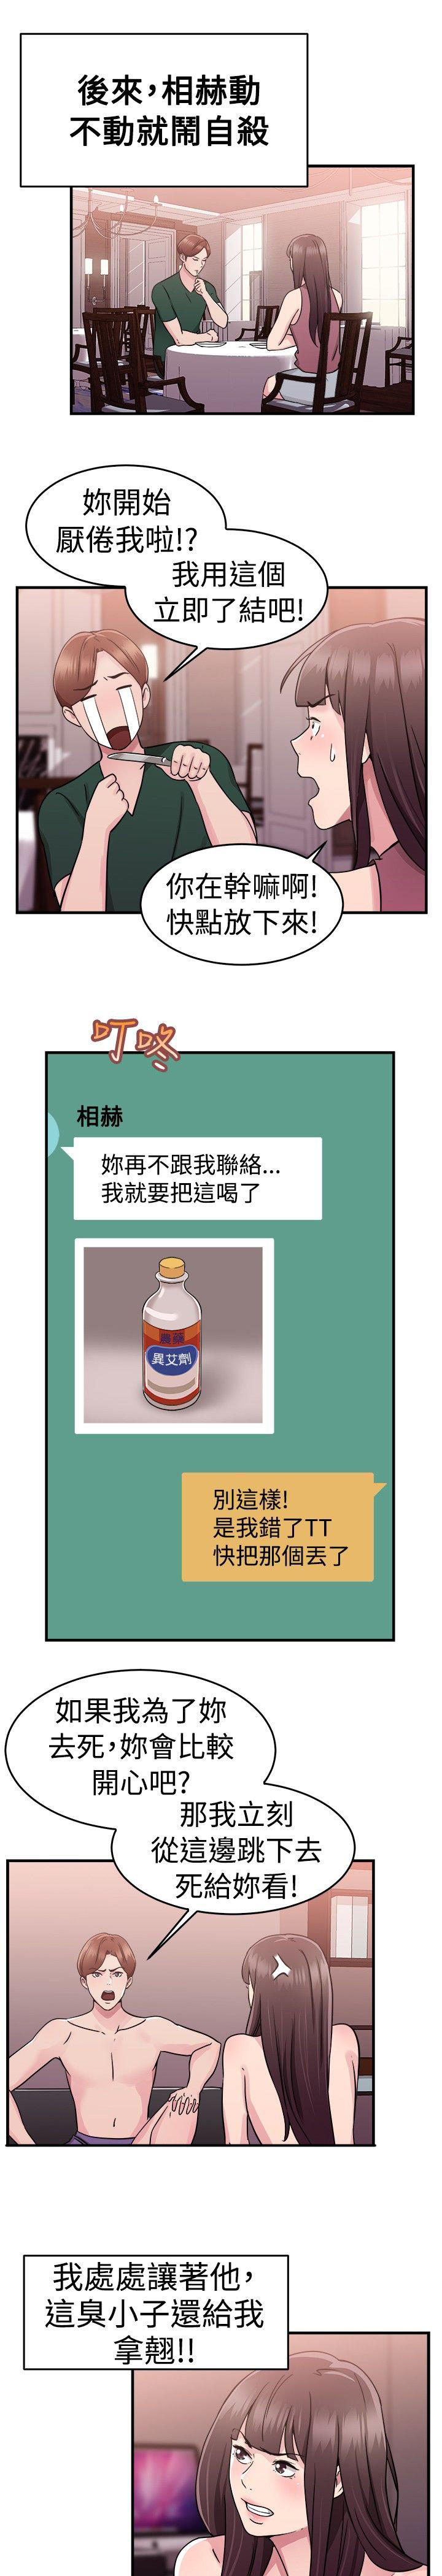 後來，相赫動
不動就鬧自殺
妳開始
厭倦我啦!?
我用這個
立即了結吧!
你在幹嘛啊!
快點放下來!
叮咚
相赫
妳再不跟我聯絡...
我就要把這喝了
農藥
異艾劑
別這樣!
是我錯了TT
快把那個丟了
如果我為了妳
去死，妳會比較
開心吧?
那我立刻
從這邊跳下去
死給妳看!
我處處讓著他，
這臭小子還給我
拿翹!!